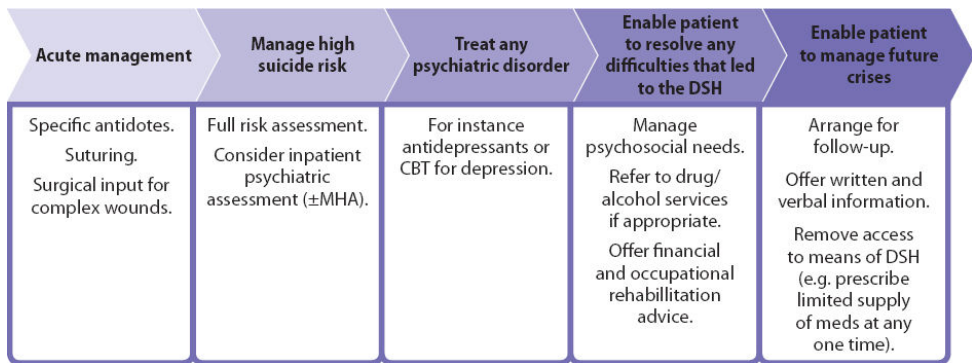 Acute management
Manage high
suicide risk
Treat any
psychiatric disorder
Enable patient
to resolve any
difficulties that led
to the DSH
Enable patient
to manage future
crises
Specific antidotes.
Suturing.
Surgical input for
complex wounds.
Full risk assessment.
Consider inpatient
psychiatric
assessment (±MHA).
For instance
antidepressants or
CBT for depression.
Manage
psychosocial needs.
Refer to drug/
alcohol services
if appropriate.
Offer financial
and occupational
rehabillitation
advice.
Arrange for
follow-up.
Offer written and
verbal information.
Remove access
to means of DSH
(e.g. prescribe
limited supply
of meds at any
one time).